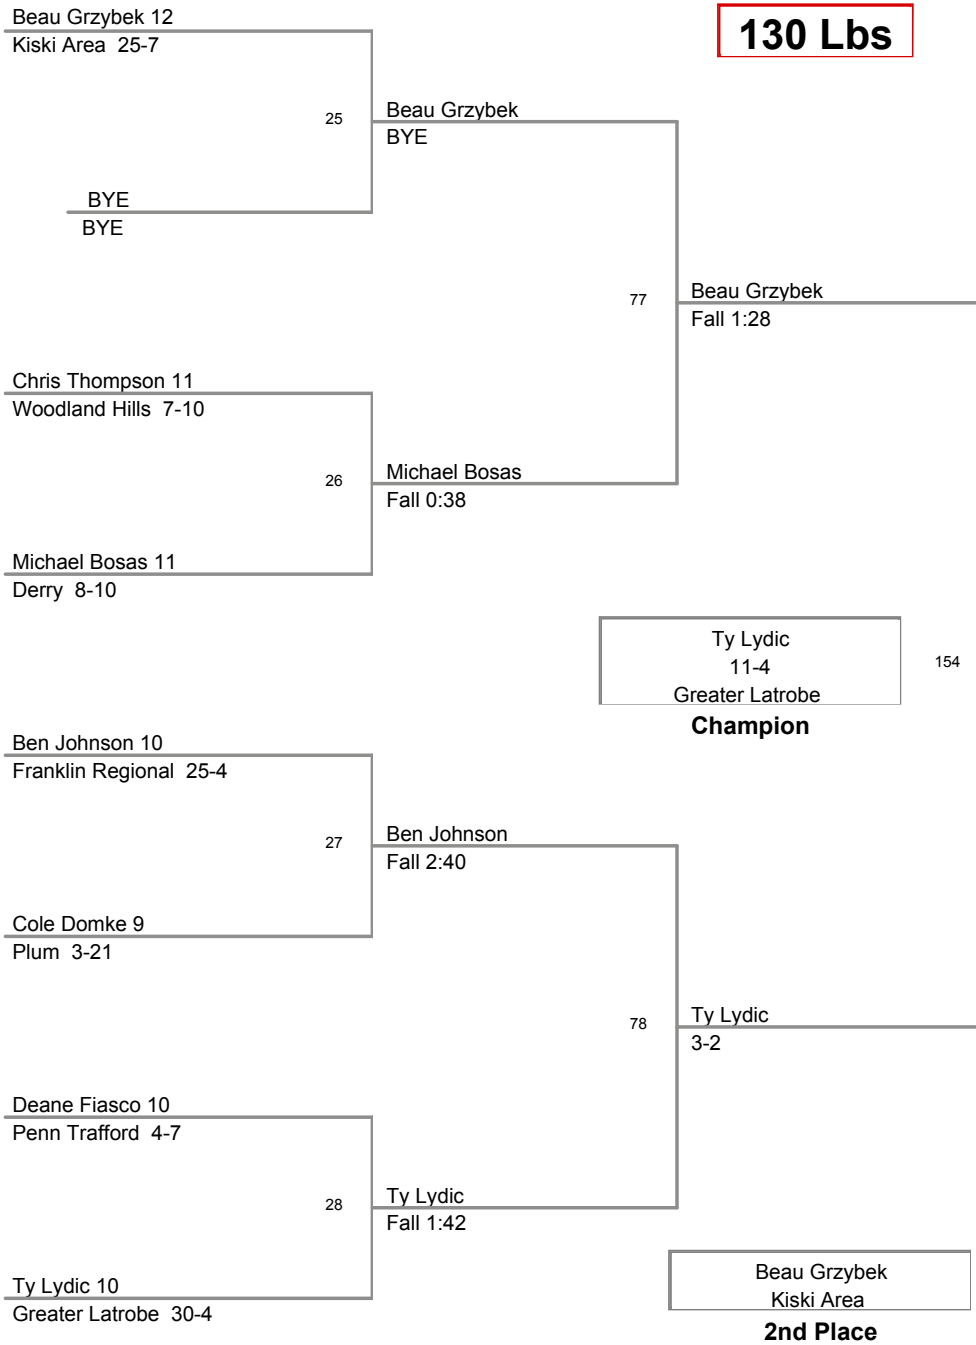 Beau Grzybek 12
Kiski Area  25-7
130 Lbs
25
Beau Grzybek
BYE
BYE
BYE
77
Beau Grzybek
Fall 1:28
Chris Thompson 11
Woodland Hills  7-10
26
Michael Bosas
Fall 0:38
Michael Bosas 11
Derry  8-10
Ty Lydic
11-4
Greater Latrobe
154
Champion
Ben Johnson 10
Franklin Regional  25-4
27
Ben Johnson
Fall 2:40
Cole Domke 9
Plum  3-21
78
Ty Lydic
3-2
Deane Fiasco 10
Penn Trafford  4-7
28
Ty Lydic
Fall 1:42
Ty Lydic 10
Greater Latrobe  30-4
Beau Grzybek
Kiski Area
2nd Place